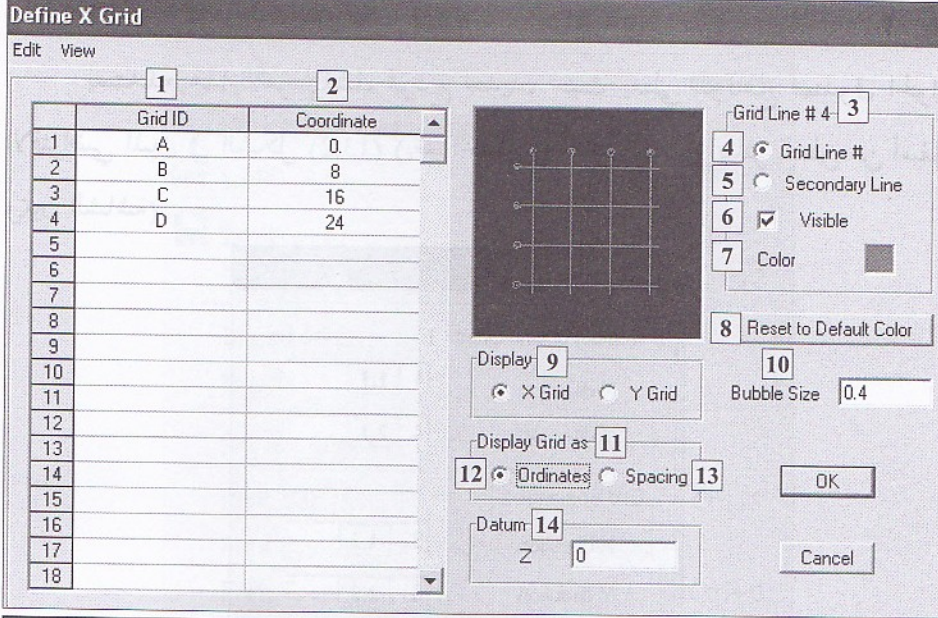 Define X Grid
Edit View
1 2
Grid ID Coordinate
1 A 0.
2 B 8
3 C 16
4 D 24
5
6
7
8
9
10
11
12
13
14
15
16
17
18
Grid Line # 4 3
4 Grid Line #
5 Secondary Line
6 Visible
7 Color
8 Reset to Default Color
Display 9
X Grid Y Grid
10
Bubble Size 0.4
Display Grid as 11
12 Ordinates Spacing 13
OK
Datum 14
Z 0
Cancel